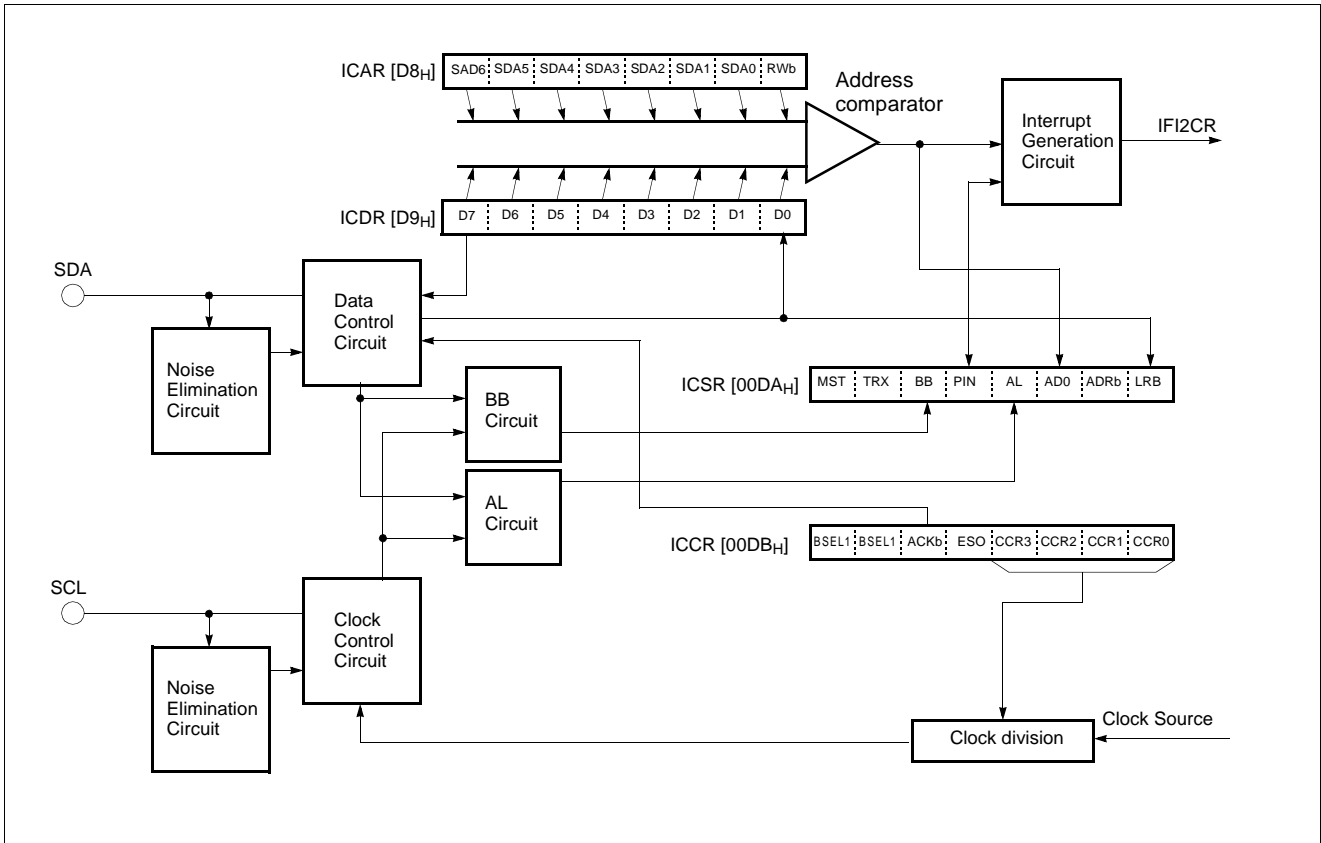 ICAR [D8H] SAD6 SDA5 SDA4 SDA3 SDA2 SDA1 SDA0 RWb
Address
comparator
Interrupt
Generation
Circuit
IFI2CR
ICDR [D9H] D7 D6 D5 D4 D3 D2 D1 D0
SDA
Data
Control
Circuit
Noise
Elimination
Circuit
BB
Circuit
ICSR [00DAH] MST TRX BB PIN AL AD0 ADRb LRB
AL
Circuit
ICCR [00DBH] BSEL1 BSEL1 ACKb ESO CCR3 CCR2 CCR1 CCR0
SCL
Clock
Control
Circuit
Noise
Elimination
Circuit
Clock division
Clock Source